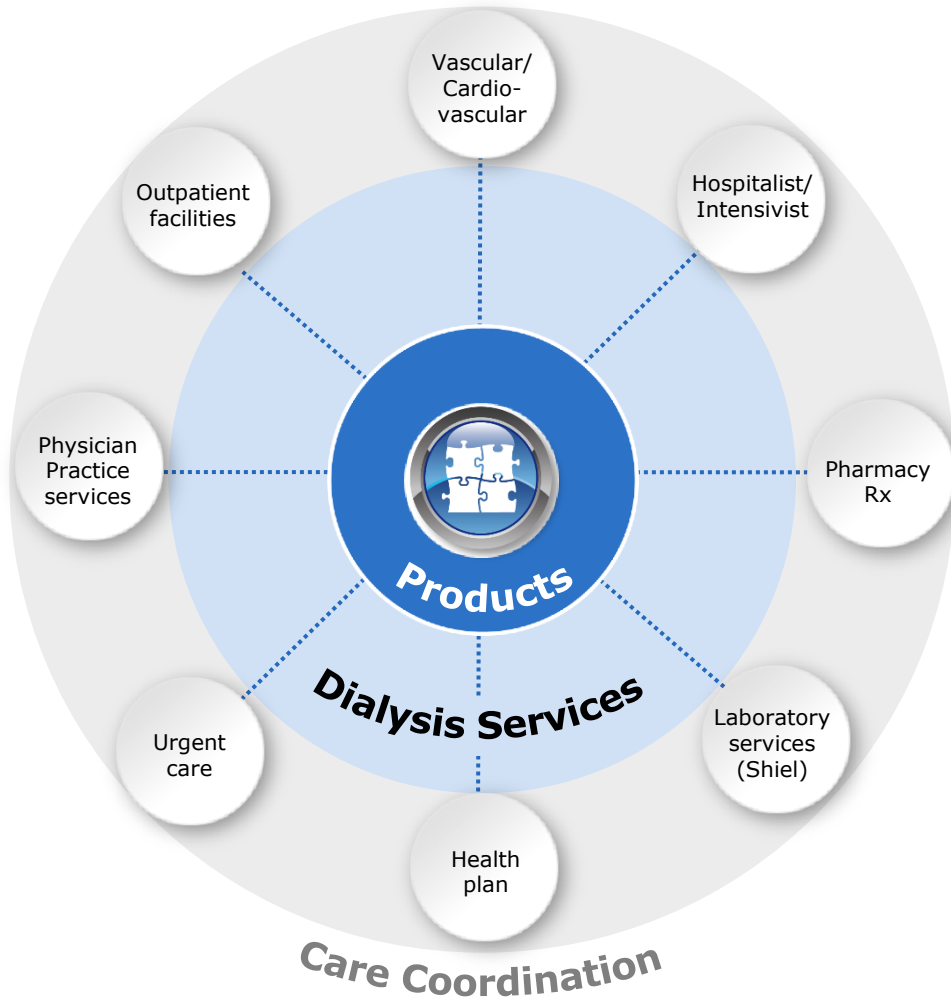 Vascular/
Cardio-
vascular
Outpatient
facilities
Hospitalist/
Intensivist
Physician
Practice
services
Pharmacy
Rx
Products
Dialysis Services
Urgent
care
Laboratory
services
(Shiel)
Health
plan
Care Coordination